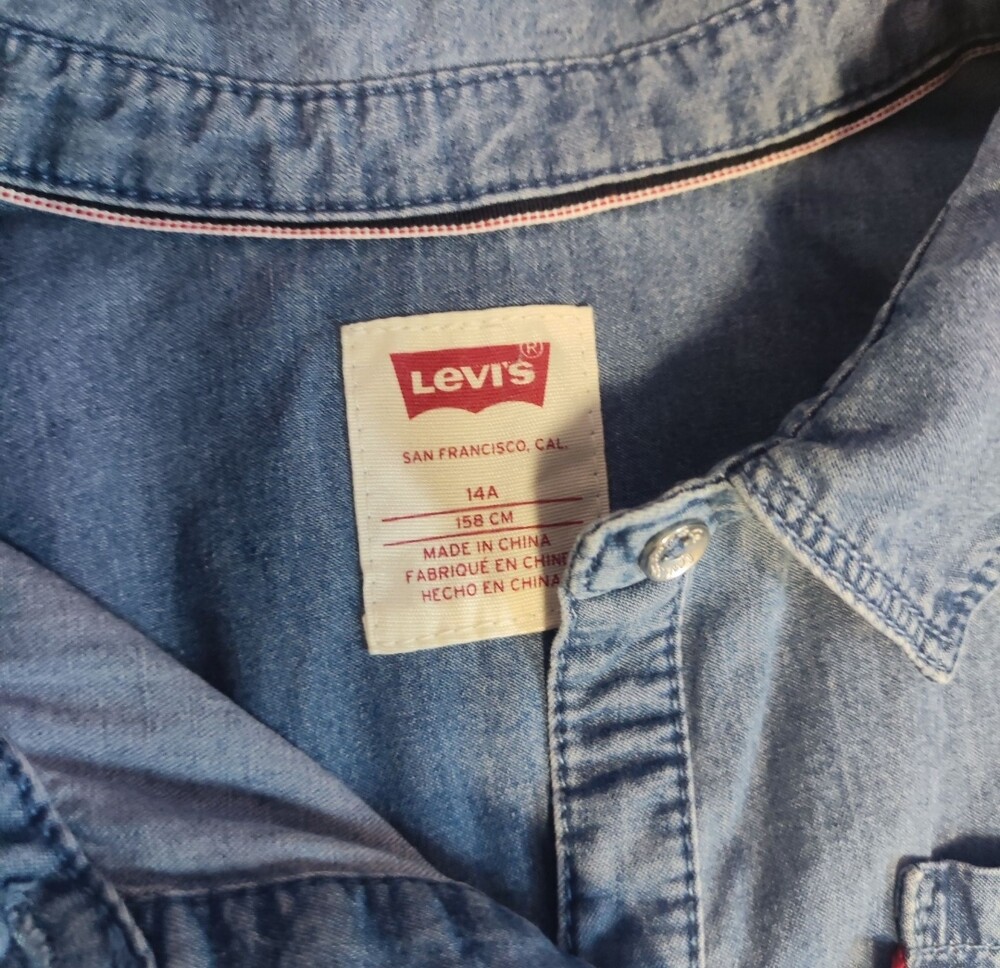 LEVI'S®
SAN FRANCISCO, CAL.
14A
158 CM
MADE IN CHINA
FABRIQUÉ EN CHINE
HECHO EN CHINA